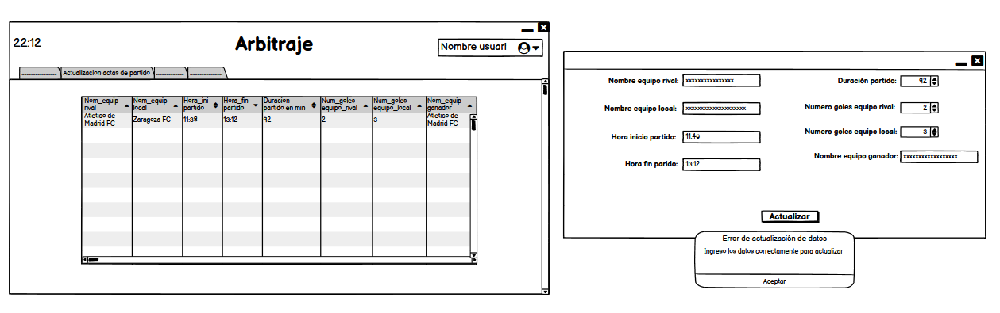 22:12
Arbitraje
Nombre usuari
Actualizacion actas de partido
Nom_equip rival
Nom_equip local
Hora_ini partido
Hora_fin partido
Duracion partido en min
Num_goles equipo_rival
Num_goles equipo_local
Nom_equip ganador
Atletico de Madrid FC
Zaragoza FC
11:38
13:12
92
2
3
Atletico de Madrid FC
Nombre equipo rival: xxxxxxxxxxxxxxxx
Nombre equipo local: xxxxxxxxxxxxxxxxxxxx
Hora inicio partido: 11:40
Hora fin parido: 13:12
Duración partido: 92
Numero goles equipo rival: 2
Numero goles equipo local: 3
Nombre equipo ganador: xxxxxxxxxxxxxxxxxx
Actualizar
Error de actualización de datos
Ingreso los datos correctamente para actualizar
Aceptar